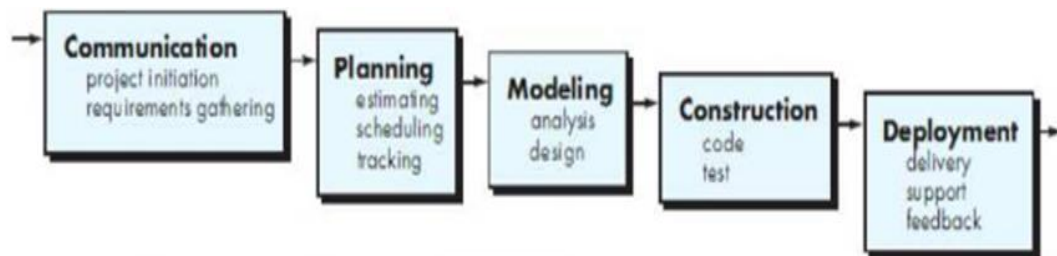 Communication
project initiation
requirements gathering
Planning
estimating
scheduling
tracking
Modeling
analysis
design
Construction
code
test
Deployment
delivery
support
feedback